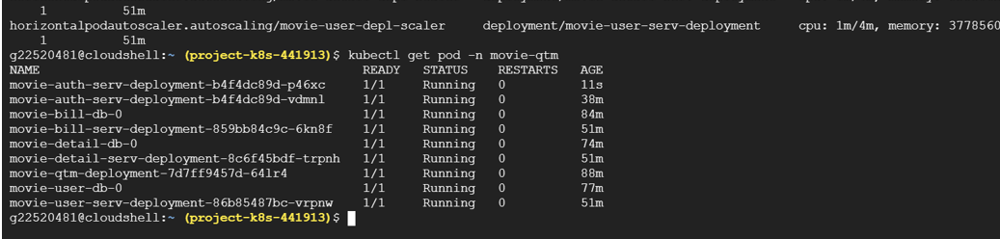 1          51m
horizontalpodautoscaler.autoscaling/movie-user-depl-scaler     deployment/movie-user-serv-deployment     cpu: 1m/4m, memory: 3778560
1          51m
g22520481@cloudshell:~ (project-k8s-441913)$ kubectl get pod -n movie-qtm
NAME                                        READY   STATUS    RESTARTS   AGE
movie-auth-serv-deployment-b4f4dc89d-p46xc     1/1     Running   0          11s
movie-auth-serv-deployment-b4f4dc89d-vdmnl     1/1     Running   0          38m
movie-bill-db-0                                1/1     Running   0          84m
movie-bill-serv-deployment-859bb84c9c-6kn8f    1/1     Running   0          51m
movie-detail-db-0                              1/1     Running   0          74m
movie-detail-serv-deployment-8c6f45bdf-trpnh   1/1     Running   0          51m
movie-qtm-deployment-7d7ff9457d-64lr4          1/1     Running   0          88m
movie-user-db-0                                1/1     Running   0          77m
movie-user-serv-deployment-86b85487bc-vrpnw    1/1     Running   0          51m
g22520481@cloudshell:~ (project-k8s-441913)$